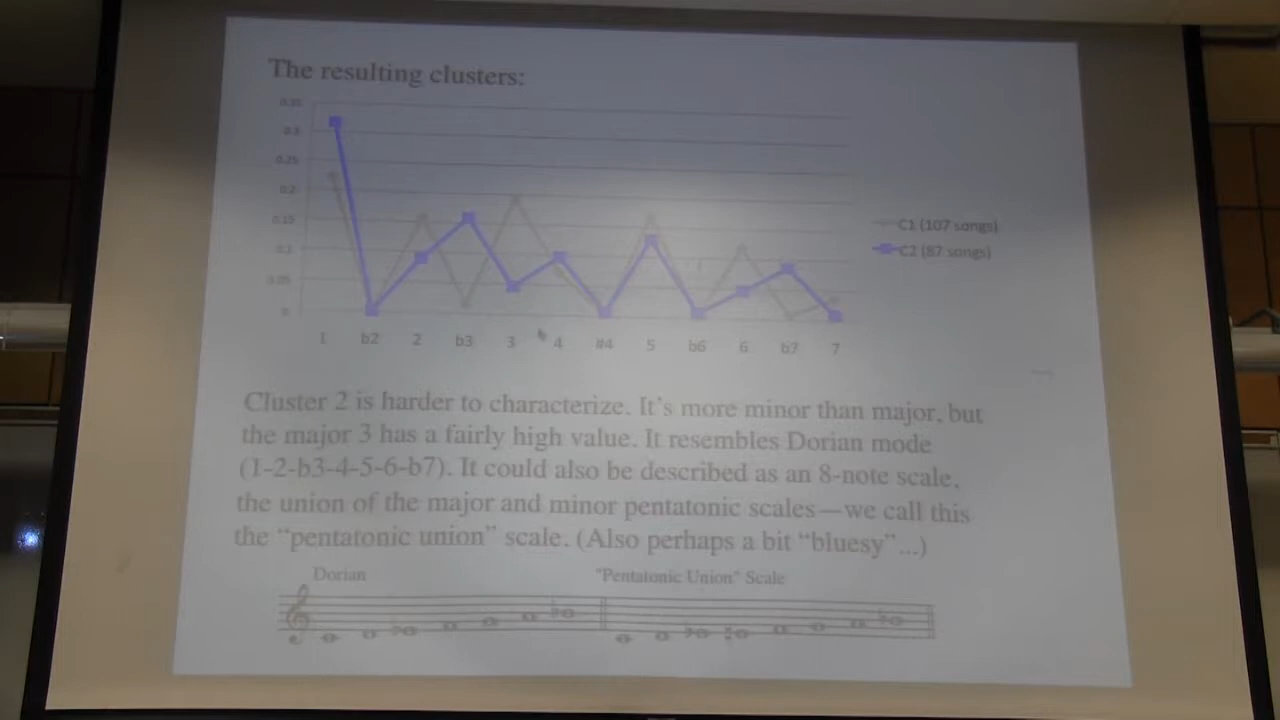 The resulting clusters:
0.35
0.3
0.25
0.2
0.15
0.1
0.05
0
1 b2 2 b3 3 4 #4 5 b6 6 b7 7
C1 (107 songs)
C2 (87 songs)
Cluster 2 is harder to characterize. It's more minor than major, but
the major 3 has a fairly high value. It resembles Dorian mode
(1-2-b3-4-5-6-b7). It could also be described as an 8-note scale,
the union of the major and minor pentatonic scales—we call this
the “pentatonic union” scale. (Also perhaps a bit “bluesy”...)
Dorian
"Pentatonic Union" Scale